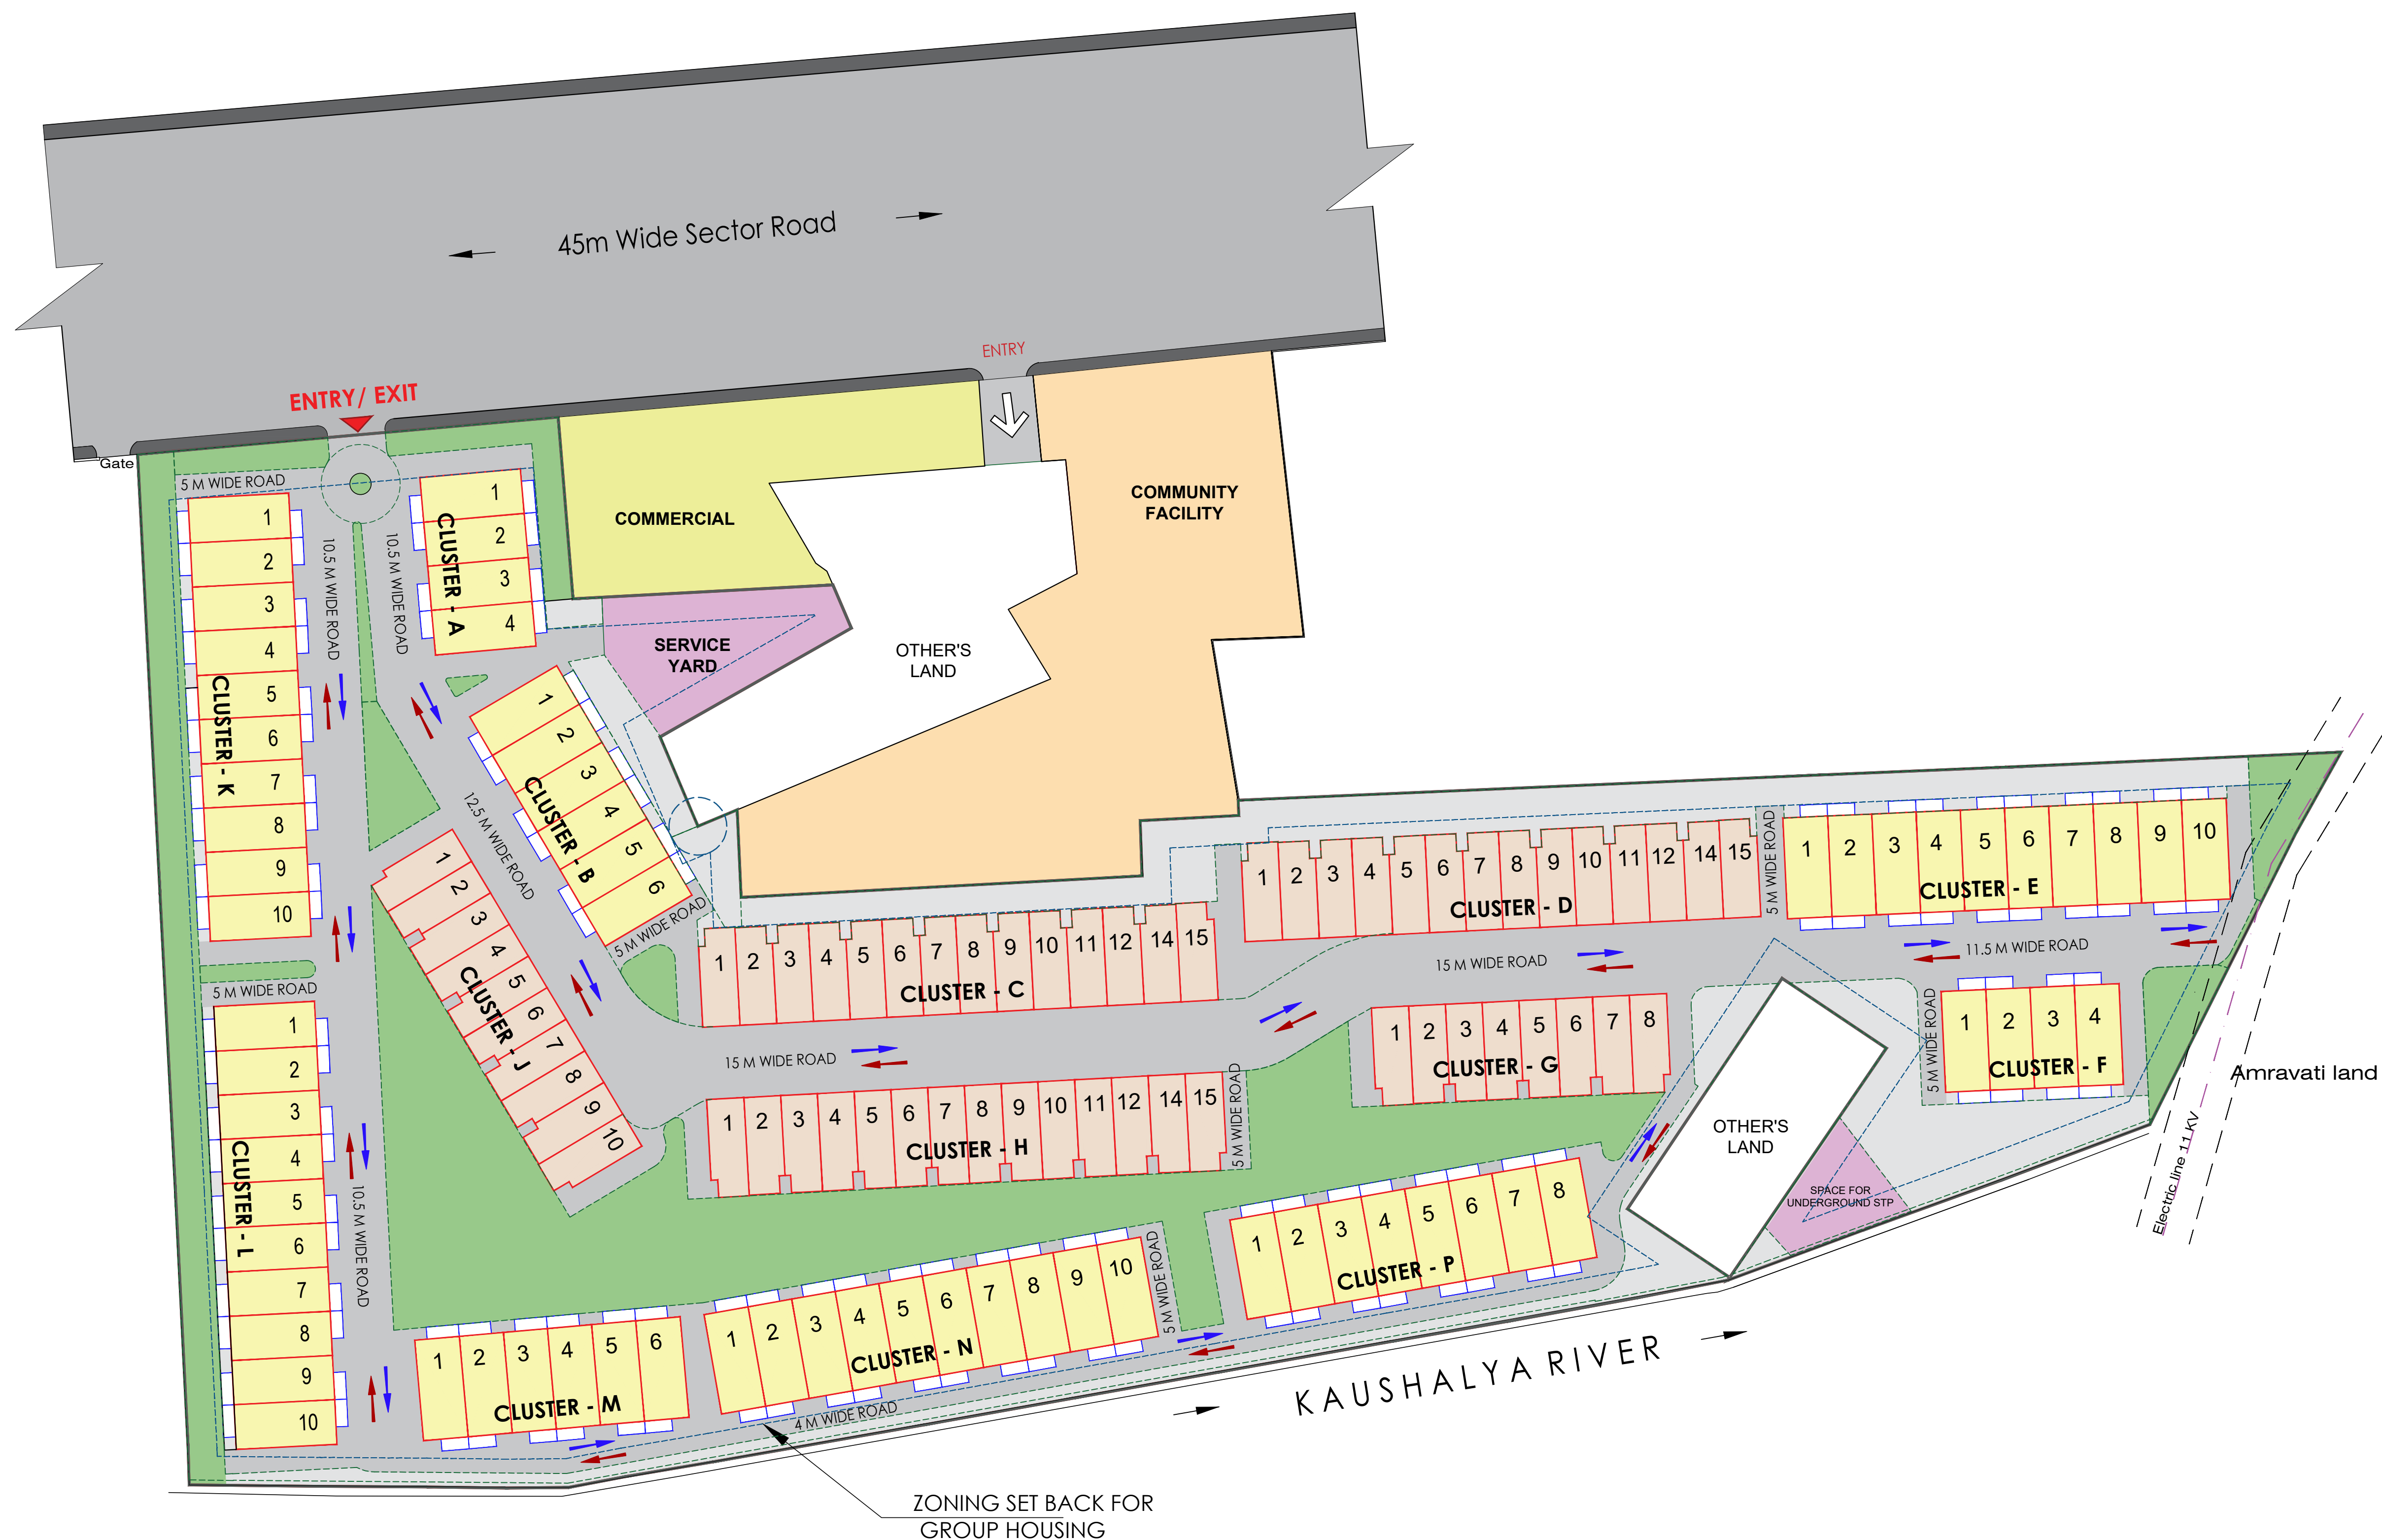 45m Wide Sector Road
ENTRY
ENTRY/ EXIT
Gate
5 M WIDE ROAD
1
2
3
4
5
6
7
8
9
10
CLUSTER - K
10.5 M WIDE ROAD
10.5 M WIDE ROAD
1
2
3
4
CLUSTER - A
COMMERCIAL
COMMUNITY
FACILITY
SERVICE
YARD
OTHER'S
LAND
1
2
3
4
5
6
CLUSTER - B
12.5 M WIDE ROAD
5 M WIDE ROAD
1
2
3
4
5
6
7
8
9
10
CLUSTER - J
5 M WIDE ROAD
1
2
3
4
5
6
7
8
9
10
CLUSTER - L
10.5 M WIDE ROAD
1 2 3 4 5 6 7 8 9 10 11 12 14 15
CLUSTER - C
1 2 3 4 5 6 7 8 9 10 11 12 14 15
CLUSTER - D
5 M WIDE ROAD
1 2 3 4 5 6 7 8 9 10
CLUSTER - E
15 M WIDE ROAD
11.5 M WIDE ROAD
15 M WIDE ROAD
1 2 3 4 5 6 7 8
CLUSTER - G
5 M WIDE ROAD
1 2 3 4
CLUSTER - F
Amravati land
Electric line 11 KV
1 2 3 4 5 6 7 8 9 10 11 12 14 15
CLUSTER - H
5 M WIDE ROAD
OTHER'S
LAND
SPACE FOR
UNDERGROUND STP
1 2 3 4 5 6 7 8
CLUSTER - P
5 M WIDE ROAD
1 2 3 4 5 6 7 8 9 10
CLUSTER - N
1 2 3 4 5 6
CLUSTER - M
4 M WIDE ROAD
KAUSHALYA RIVER
ZONING SET BACK FOR
GROUP HOUSING